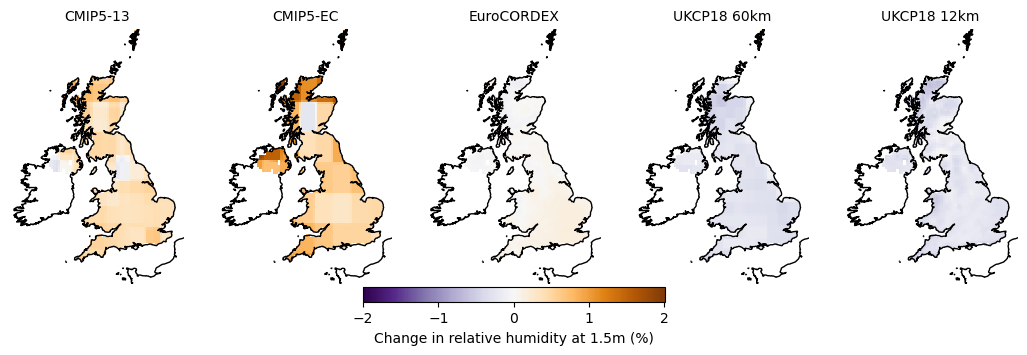 CMIP5-13 CMIP5-EC EuroCORDEX UKCP18 60km UKCP18 12km
−2 −1 0 1 2
Change in relative humidity at 1.5m (%)